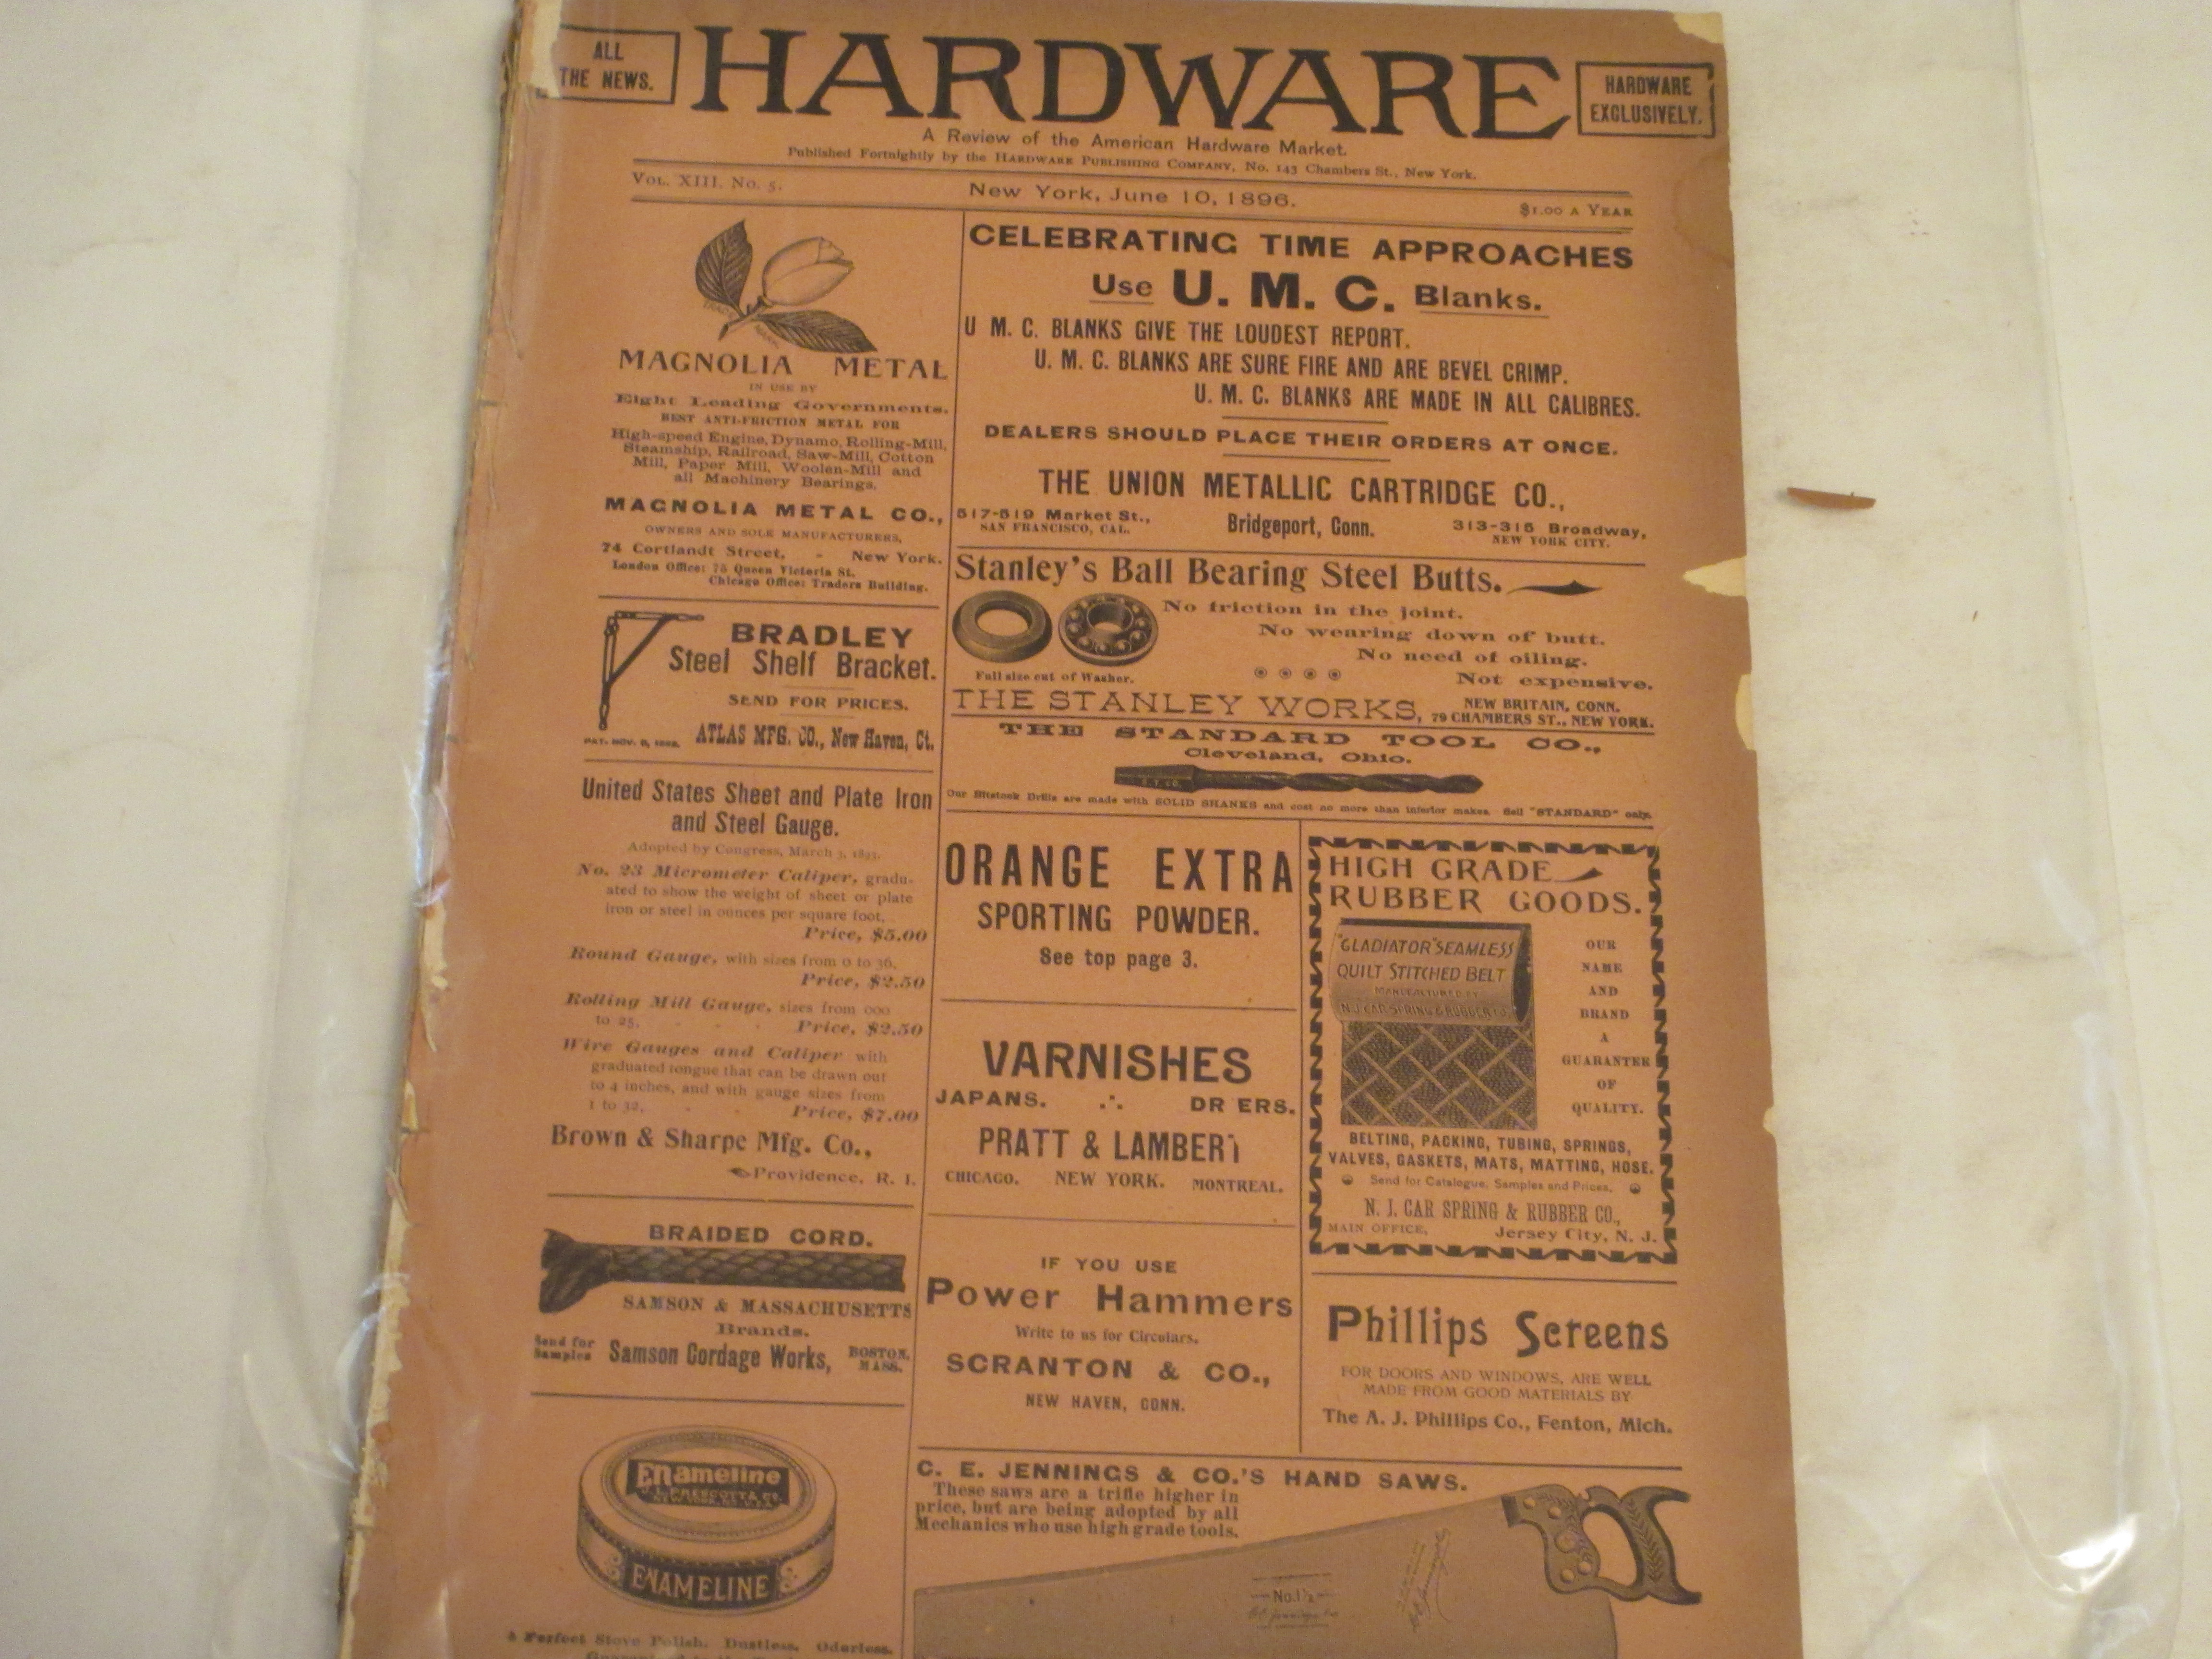 ALL
THE NEWS.
HARDWARE
HARDWARE
EXCLUSIVELY.
A Review of the American Hardware Market.
Published Fortnightly by the HARDWARE PUBLISHING COMPANY, No. 143 Chambers St., New York.
VOL. XIII. No. 5.
New York, June 10, 1896.
$1.00 A YEAR
TRADE MARK
MAGNOLIA METAL
IN USE BY
Eight Leading Governments.
BEST ANTI-FRICTION METAL FOR
High-speed Engine, Dynamo, Rolling-Mill,
Steamship, Railroad, Saw-Mill, Cotton
Mill, Paper Mill, Woolen-Mill and
all Machinery Bearings.
MAGNOLIA METAL CO.,
OWNERS AND SOLE MANUFACTURERS,
74 Cortlandt Street, - New York.
London Office: 75 Queen Victoria St.
Chicago Office: Traders Building.
BRADLEY
Steel Shelf Bracket.
SEND FOR PRICES.
PAT. NOV.
ATLAS MFG. CO., New Haven, Ct.
United States Sheet and Plate Iron
and Steel Gauge.
Adopted by Congress, March 3, 1893.
No. 23 Micrometer Caliper, gradu-
ated to show the weight of sheet or plate
iron or steel in ounces per square foot,
Price, $5.00
Round Gauge, with sizes from 0 to 36,
Price, $2.50
Rolling Mill Gauge, sizes from 000
to 25, - - - Price, $2.50
Wire Gauges and Caliper with
graduated tongue that can be drawn out
to 4 inches, and with gauge sizes from
1 to 32, - - Price, $7.00
Brown & Sharpe Mfg. Co.,
Providence, R. I.
BRAIDED CORD.
SAMSON & MASSACHUSETTS
Brands.
Send for
Samples
Samson Cordage Works,
BOSTON,
MASS.
Enameline
J. L. PRESCOTT & CO.
NEW YORK, U.S.A.
ENAMELINE
A Perfect Stove Polish. Dustless, Odorless.
CELEBRATING TIME APPROACHES
Use U. M. C. Blanks.
U M. C. BLANKS GIVE THE LOUDEST REPORT.
U. M. C. BLANKS ARE SURE FIRE AND ARE BEVEL CRIMP.
U. M. C. BLANKS ARE MADE IN ALL CALIBRES.
DEALERS SHOULD PLACE THEIR ORDERS AT ONCE.
THE UNION METALLIC CARTRIDGE CO.,
517-519 Market St.,
SAN FRANCISCO, CAL.
Bridgeport, Conn.
313-315 Broadway,
NEW YORK CITY.
Stanley's Ball Bearing Steel Butts.
No friction in the joint.
No wearing down of butt.
No need of oiling.
Not expensive.
Full size cut of Washer.
THE STANLEY WORKS,
NEW BRITAIN, CONN.
79 CHAMBERS ST., NEW YORK.
THE STANDARD TOOL CO.,
Cleveland, Ohio.
S. T. CO.
Our Bitstock Drills are made with SOLID SHANKS and cost no more than inferior makes. Sell "STANDARD" only.
ORANGE EXTRA
SPORTING POWDER.
See top page 3.
VARNISHES
JAPANS. DR ERS.
PRATT & LAMBERT
CHICAGO. NEW YORK. MONTREAL.
IF YOU USE
Power Hammers
Write to us for Circulars.
SCRANTON & CO.,
NEW HAVEN, CONN.
HIGH GRADE
RUBBER GOODS.
"GLADIATOR" SEAMLESS
QUILT STITCHED BELT
MANUFACTURED BY
N.J. CAR SPRING & RUBBER CO.
OUR
NAME
AND
BRAND
A
GUARANTEE
OF
QUALITY.
BELTING, PACKING, TUBING, SPRINGS,
VALVES, GASKETS, MATS, MATTING, HOSE.
Send for Catalogue, Samples and Prices.
N. J. CAR SPRING & RUBBER CO.,
MAIN OFFICE, Jersey City, N. J.
Phillips Screens
FOR DOORS AND WINDOWS, ARE WELL
MADE FROM GOOD MATERIALS BY
The A. J. Phillips Co., Fenton, Mich.
C. E. JENNINGS & CO.'S HAND SAWS.
These saws are a trifle higher in
price, but are being adopted by all
Mechanics who use high grade tools.
No. 1½